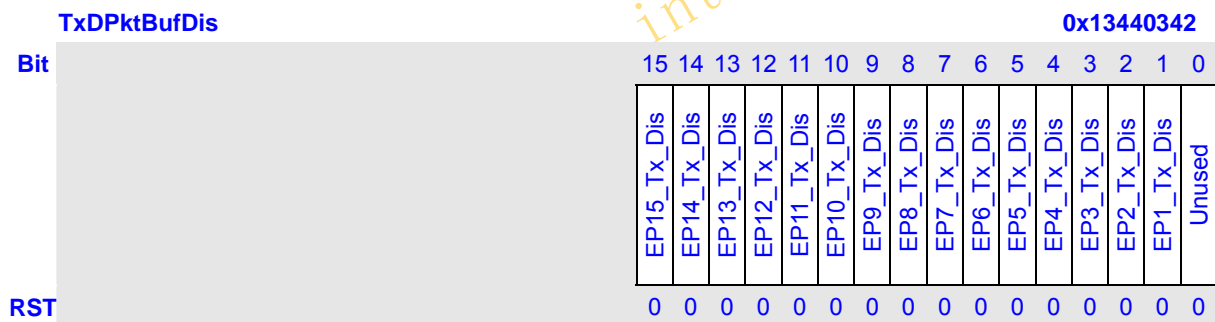 TxDPktBufDis 0x13440342
Bit 15 14 13 12 11 10 9 8 7 6 5 4 3 2 1 0
EP15_Tx_Dis
EP14_Tx_Dis
EP13_Tx_Dis
EP12_Tx_Dis
EP11_Tx_Dis
EP10_Tx_Dis
EP9_Tx_Dis
EP8_Tx_Dis
EP7_Tx_Dis
EP6_Tx_Dis
EP5_Tx_Dis
EP4_Tx_Dis
EP3_Tx_Dis
EP2_Tx_Dis
EP1_Tx_Dis
Unused
RST 0 0 0 0 0 0 0 0 0 0 0 0 0 0 0 0